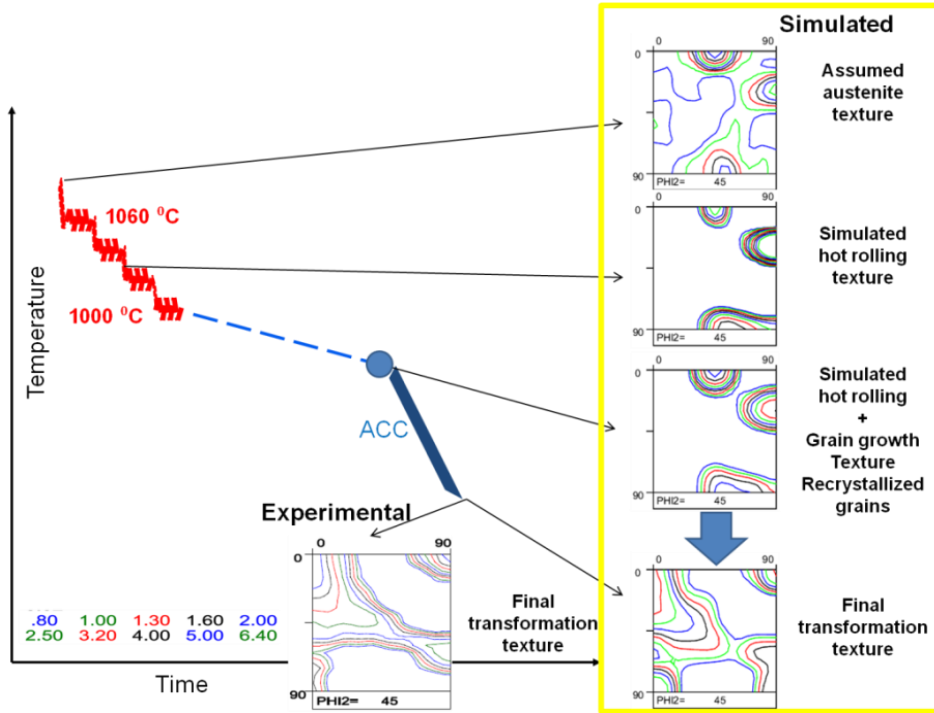 Simulated
0 90
0
90
PHI2= 45
Assumed
austenite
texture
0
90
PHI2= 45
Simulated
hot rolling
texture
0
90
PHI2= 45
Simulated
hot rolling
+
Grain growth
Texture
Recrystallized
grains
0
90
PHI2= 45
Final
transformation
texture
Temperature
1060 ⁰C
1000 ⁰C
ACC
Experimental
0 90
0
90
PHI2= 45
Final
transformation
texture
.80 1.00 1.30 1.60 2.00
2.50 3.20 4.00 5.00 6.40
Time